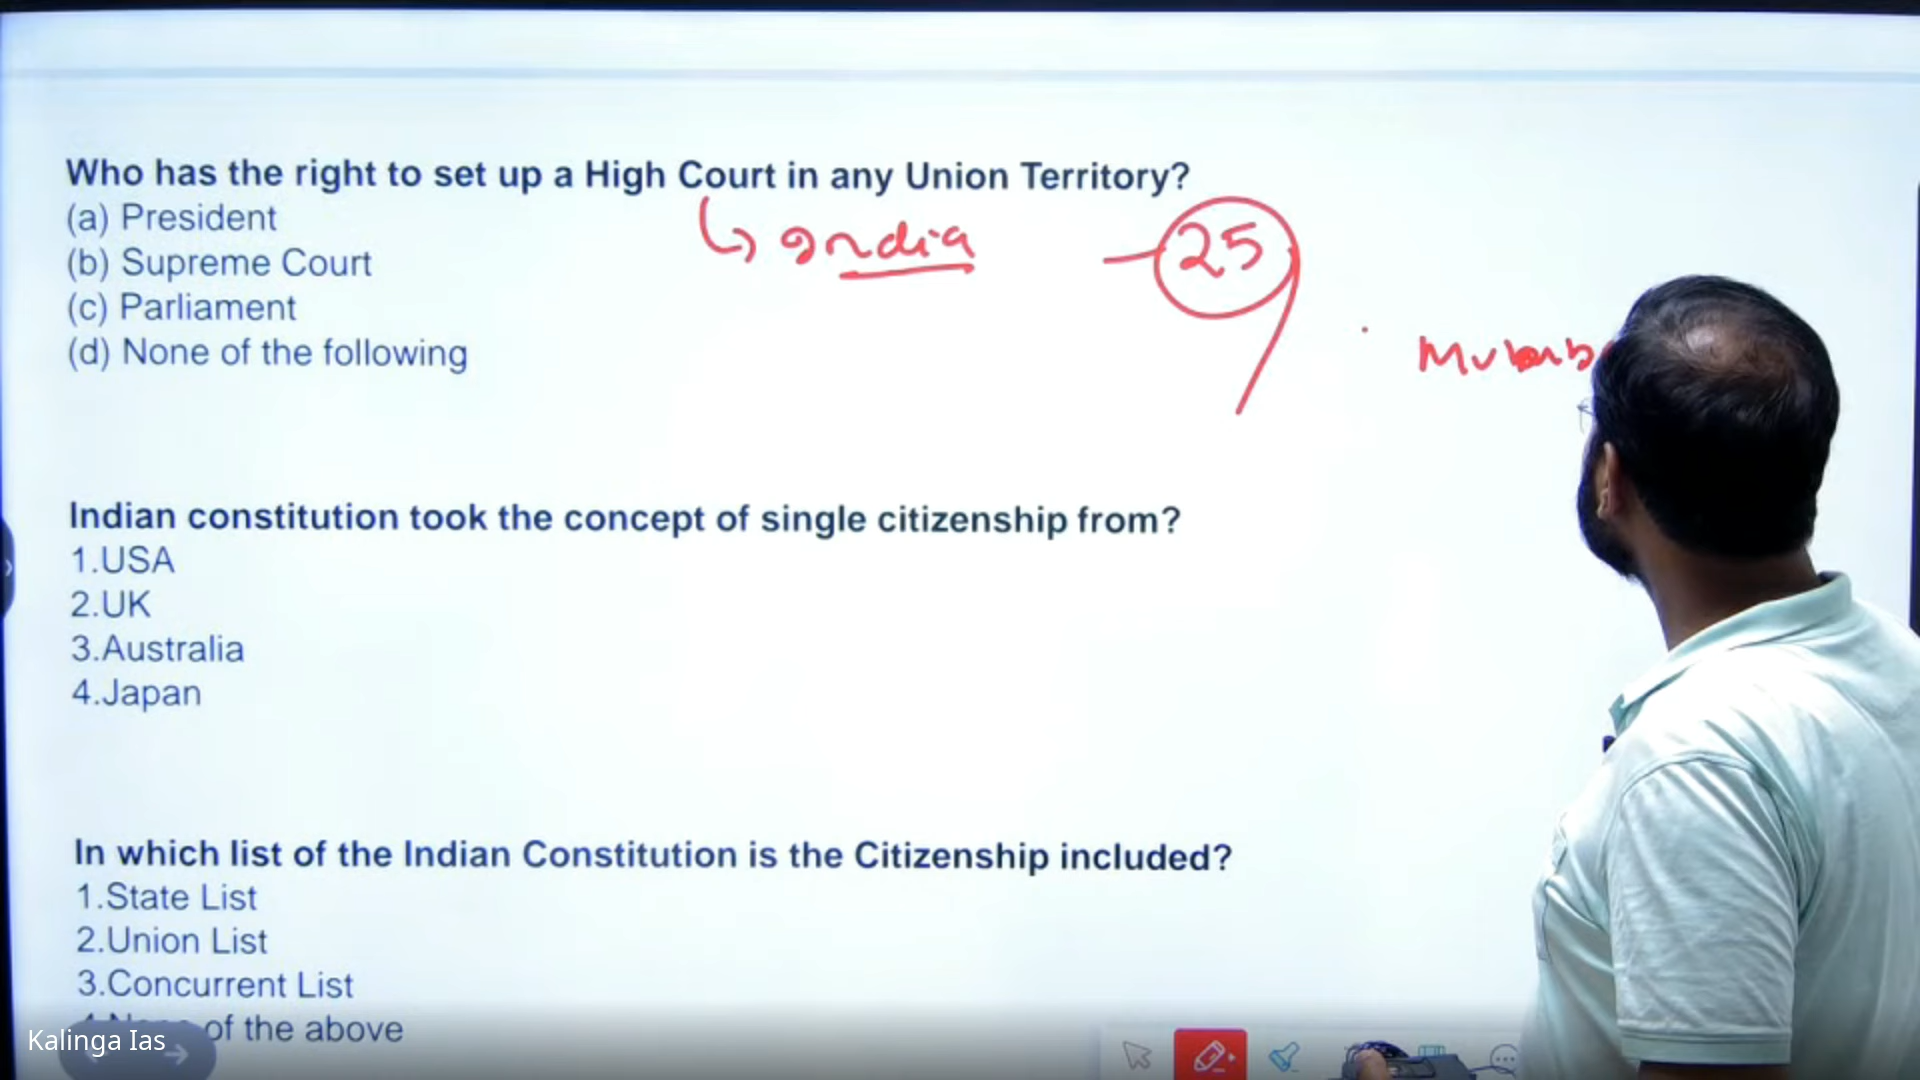 Who has the right to set up a High Court in any Union Territory?
(a) President
(b) Supreme Court
(c) Parliament
(d) None of the following
India
25
Indian constitution took the concept of single citizenship from?
1.USA
2.UK
3.Australia
4.Japan
In which list of the Indian Constitution is the Citizenship included?
1.State List
2.Union List
3.Concurrent List
of the above
Kalinga Ias